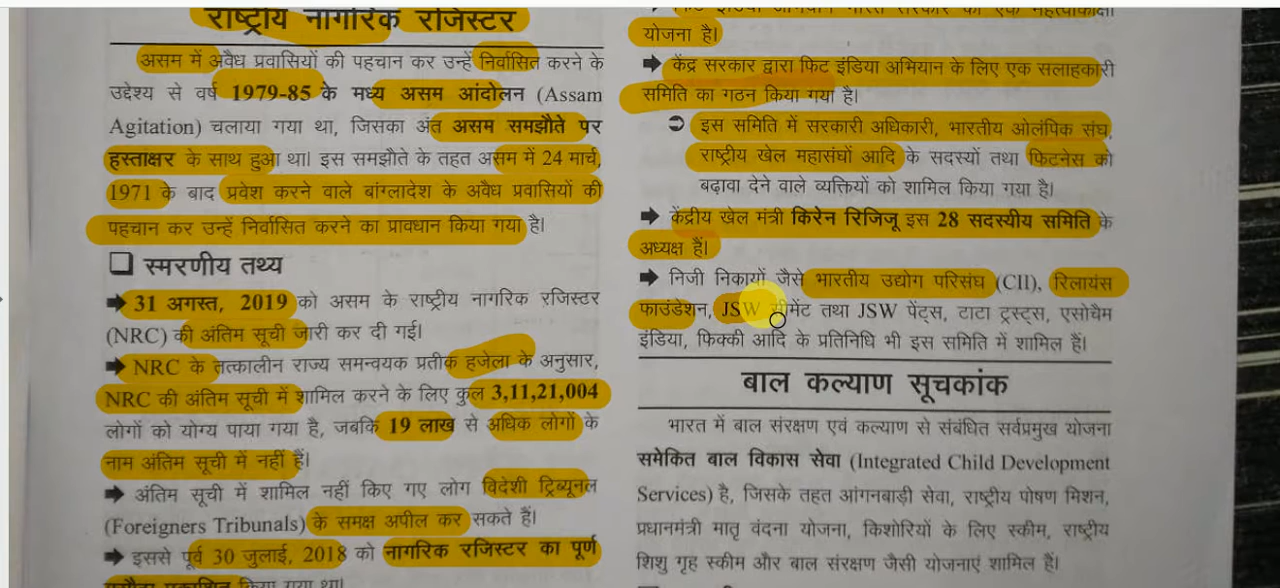 राष्ट्रीय नागरिक रजिस्टर
असम में अवैध प्रवासियों की पहचान कर उन्हें निर्वासित करने के
उद्देश्य से वर्ष 1979-85 के मध्य असम आंदोलन (Assam
Agitation) चलाया गया था, जिसका अंत असम समझौते पर
हस्ताक्षर के साथ हुआ था। इस समझौते के तहत असम में 24 मार्च,
1971 के बाद प्रवेश करने वाले बांग्लादेश के अवैध प्रवासियों की
पहचान कर उन्हें निर्वासित करने का प्रावधान किया गया है।
❑ स्मरणीय तथ्य
➡ 31 अगस्त, 2019 को असम के राष्ट्रीय नागरिक रजिस्टर
(NRC) की अंतिम सूची जारी कर दी गई।
➡ NRC के तत्कालीन राज्य समन्वयक प्रतीक हजेला के अनुसार,
NRC की अंतिम सूची में शामिल करने के लिए कुल 3,11,21,004
लोगों को योग्य पाया गया है, जबकि 19 लाख से अधिक लोगों के
नाम अंतिम सूची में नहीं हैं।
➡ अंतिम सूची में शामिल नहीं किए गए लोग विदेशी ट्रिब्यूनल
(Foreigners Tribunals) के समक्ष अपील कर सकते हैं।
➡ इससे पूर्व 30 जुलाई, 2018 को नागरिक रजिस्टर का पूर्ण
किया गया था।
योजना है।
➡ केंद्र सरकार द्वारा फिट इंडिया अभियान के लिए एक सलाहकारी
समिति का गठन किया गया है।
➲ इस समिति में सरकारी अधिकारी, भारतीय ओलंपिक संघ,
राष्ट्रीय खेल महासंघों आदि के सदस्यों तथा फिटनेस को
बढ़ावा देने वाले व्यक्तियों को शामिल किया गया है।
➡ केंद्रीय खेल मंत्री किरेन रिजिजू इस 28 सदस्यीय समिति के
अध्यक्ष हैं।
➡ निजी निकायों जैसे भारतीय उद्योग परिसंघ (CII), रिलायंस
फाउंडेशन, JSW सीमेंट तथा JSW पेंट्स, टाटा ट्रस्ट्स, एसोचैम
इंडिया, फिक्की आदि के प्रतिनिधि भी इस समिति में शामिल हैं।
बाल कल्याण सूचकांक
भारत में बाल संरक्षण एवं कल्याण से संबंधित सर्वप्रमुख योजना
समेकित बाल विकास सेवा (Integrated Child Development
Services) है, जिसके तहत आंगनबाड़ी सेवा, राष्ट्रीय पोषण मिशन,
प्रधानमंत्री मातृ वंदना योजना, किशोरियों के लिए स्कीम, राष्ट्रीय
शिशु गृह स्कीम और बाल संरक्षण जैसी योजनाएं शामिल हैं।